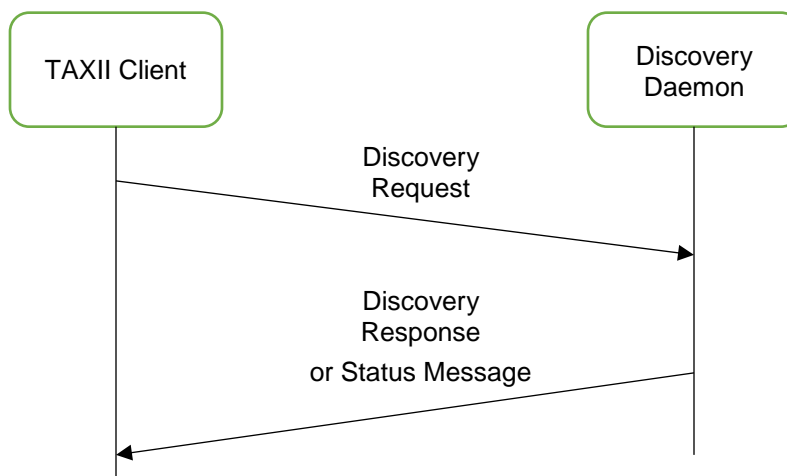 TAXII Client
Discovery
Daemon
Discovery
Request
Discovery
Response
or Status Message